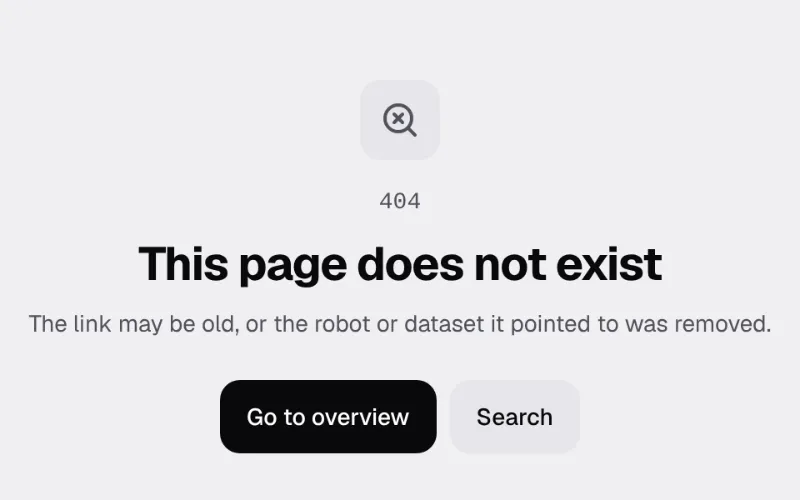 404
This page does not exist
The link may be old, or the robot or dataset it pointed to was removed.
Go to overview
Search